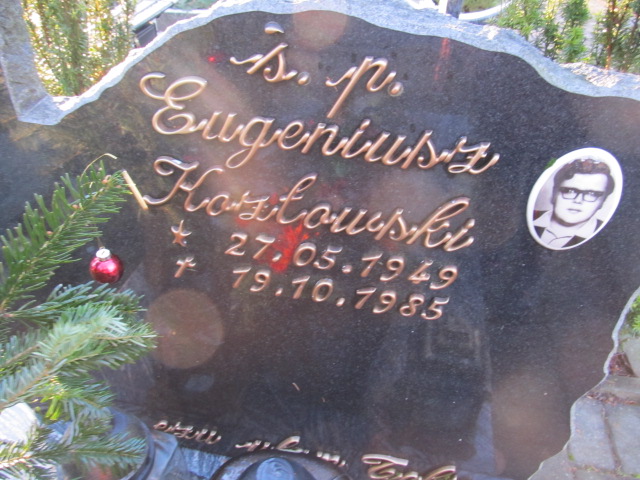 ś. p.
Eugeniusz
Kozłowski
27.05.1949
19.10.1985